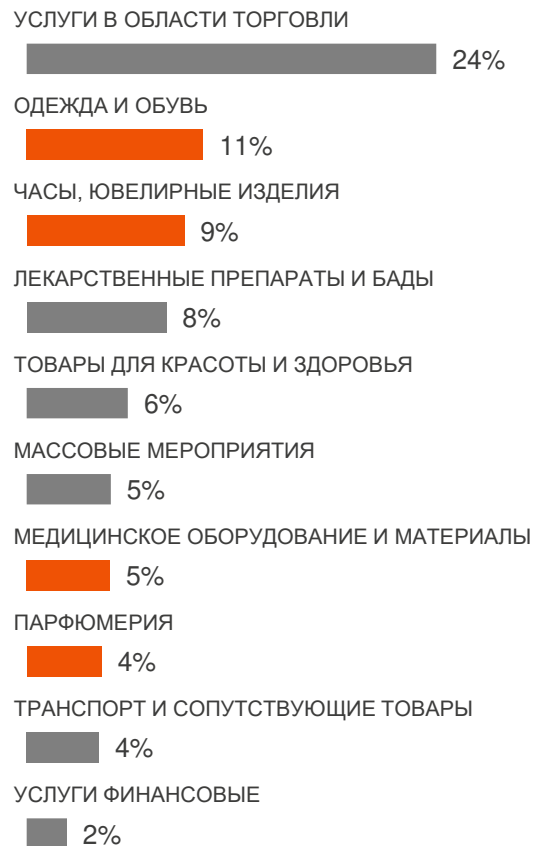 УСЛУГИ В ОБЛАСТИ ТОРГОВЛИ
24%
ОДЕЖДА И ОБУВЬ
11%
ЧАСЫ, ЮВЕЛИРНЫЕ ИЗДЕЛИЯ
9%
ЛЕКАРСТВЕННЫЕ ПРЕПАРАТЫ И БАДЫ
8%
ТОВАРЫ ДЛЯ КРАСОТЫ И ЗДОРОВЬЯ
6%
МАССОВЫЕ МЕРОПРИЯТИЯ
5%
МЕДИЦИНСКОЕ ОБОРУДОВАНИЕ И МАТЕРИАЛЫ
5%
ПАРФЮМЕРИЯ
4%
ТРАНСПОРТ И СОПУТСТВУЮЩИЕ ТОВАРЫ
4%
УСЛУГИ ФИНАНСОВЫЕ
2%